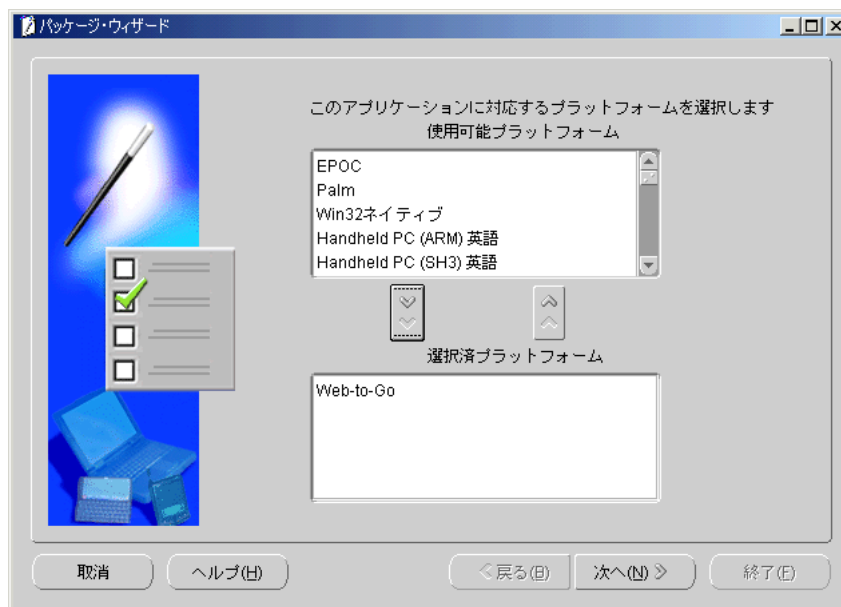 パッケージ・ウィザード
このアプリケーションに対応するプラットフォームを選択します
使用可能プラットフォーム
EPOC
Palm
Win32ネイティブ
Handheld PC (ARM) 英語
Handheld PC (SH3) 英語
選択済プラットフォーム
Web-to-Go
取消
ヘルプ(H)
戻る(B)
次へ(N)
終了(F)